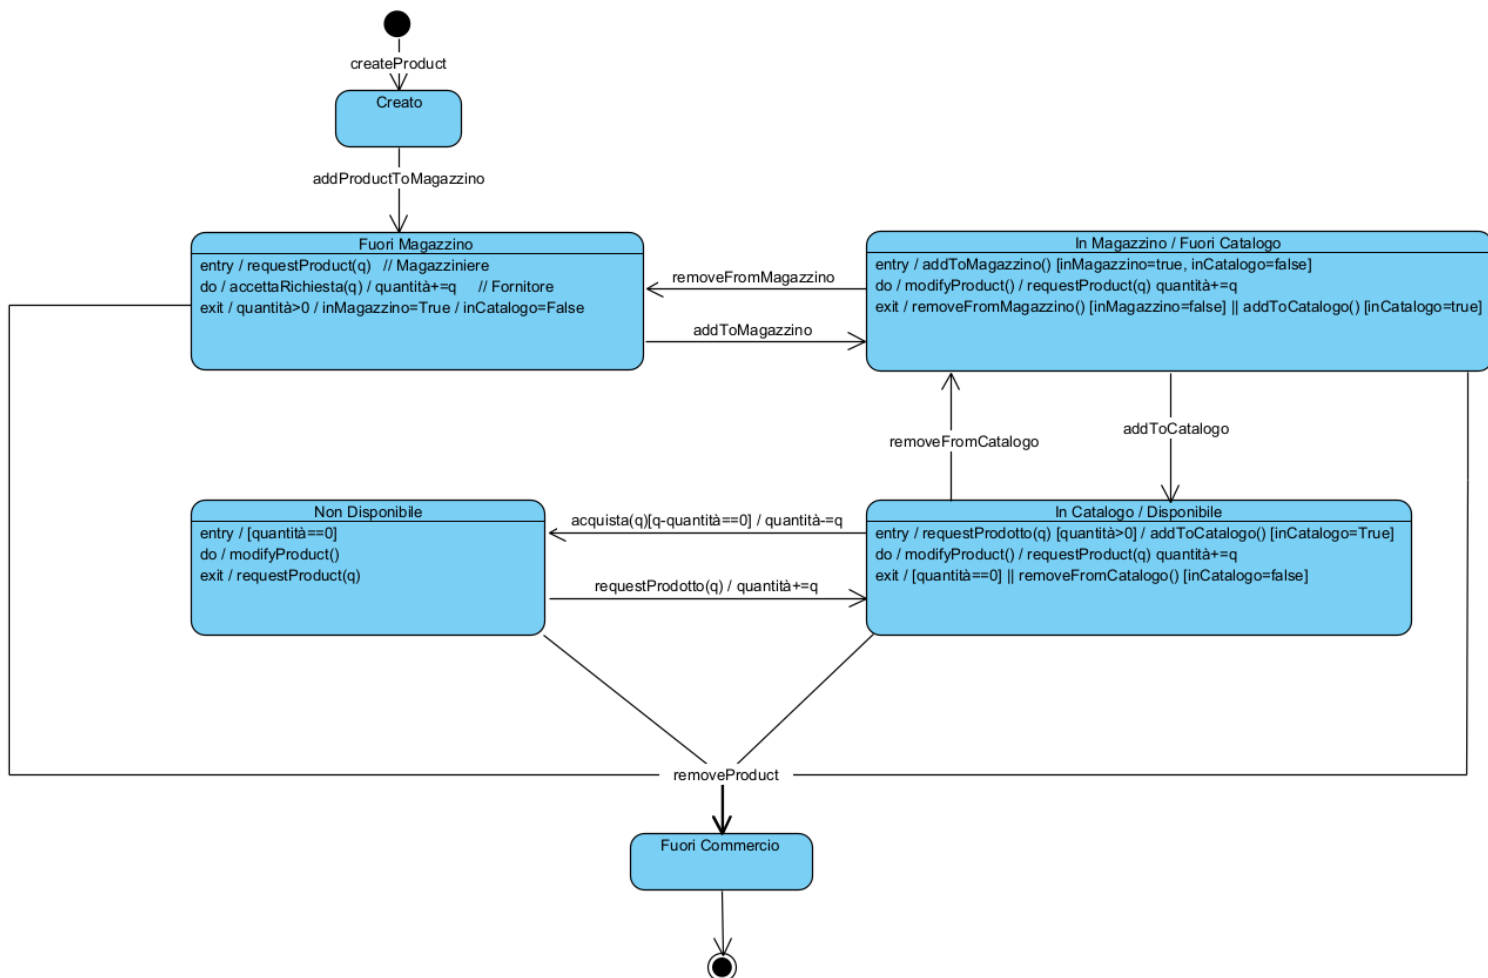 createProduct
Creato
addProductToMagazzino
Fuori Magazzino
entry / requestProduct(q) // Magazziniere
do / accettaRichiesta(q) / quantità+=q // Fornitore
exit / quantità>0 / inMagazzino=True / inCatalogo=False
removeFromMagazzino
addToMagazzino
In Magazzino / Fuori Catalogo
entry / addToMagazzino() [inMagazzino=true, inCatalogo=false]
do / modifyProduct() / requestProduct(q) quantità+=q
exit / removeFromMagazzino() [inMagazzino=false] || addToCatalogo() [inCatalogo=true]
removeFromCatalogo
addToCatalogo
Non Disponibile
entry / [quantità==0]
do / modifyProduct()
exit / requestProduct(q)
acquista(q)[q-quantità==0] / quantità-=q
requestProdotto(q) / quantità+=q
In Catalogo / Disponibile
entry / requestProdotto(q) [quantità>0] / addToCatalogo() [inCatalogo=True]
do / modifyProduct() / requestProduct(q) quantità+=q
exit / [quantità==0] || removeFromCatalogo() [inCatalogo=false]
removeProduct
Fuori Commercio